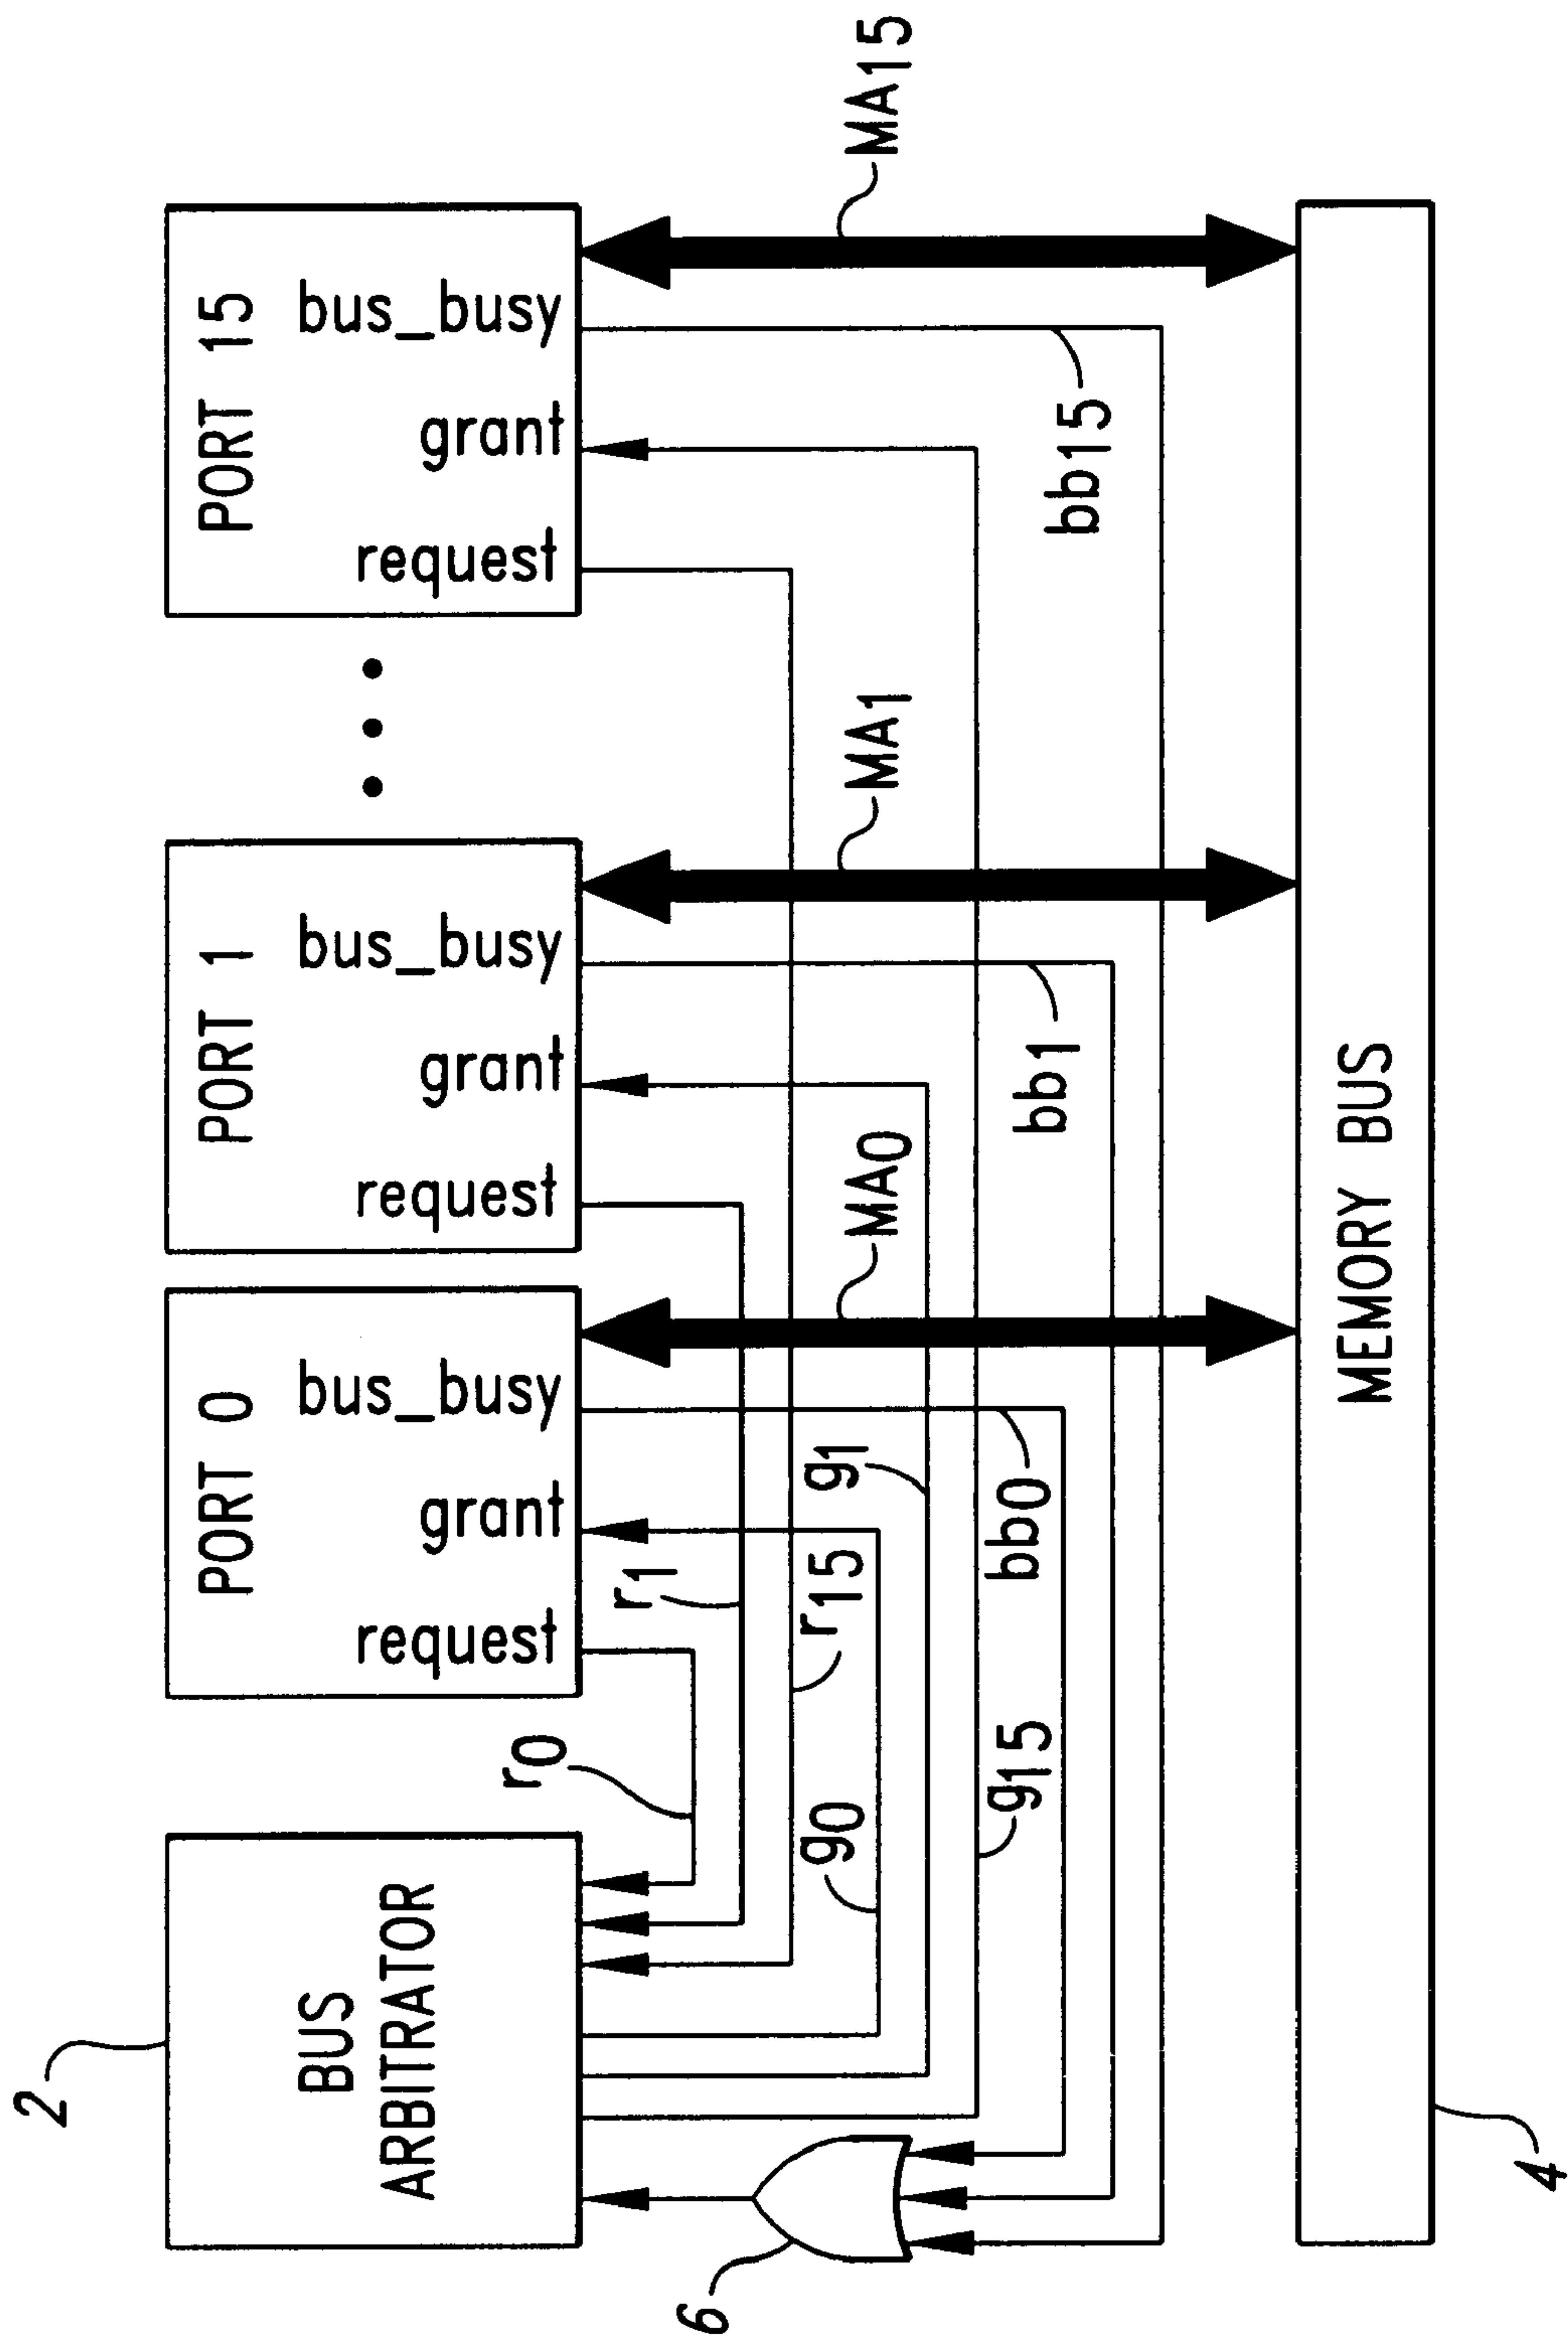 2
BUS
ARBITRATOR
PORT 0
request
grant
bus_busy
PORT 1
request
grant
bus_busy
PORT 15
request
grant
bus_busy
r0
r1
r15
g0
g1
g15
MA0
MA1
MA15
bb0
bb1
bb15
6
MEMORY BUS
4